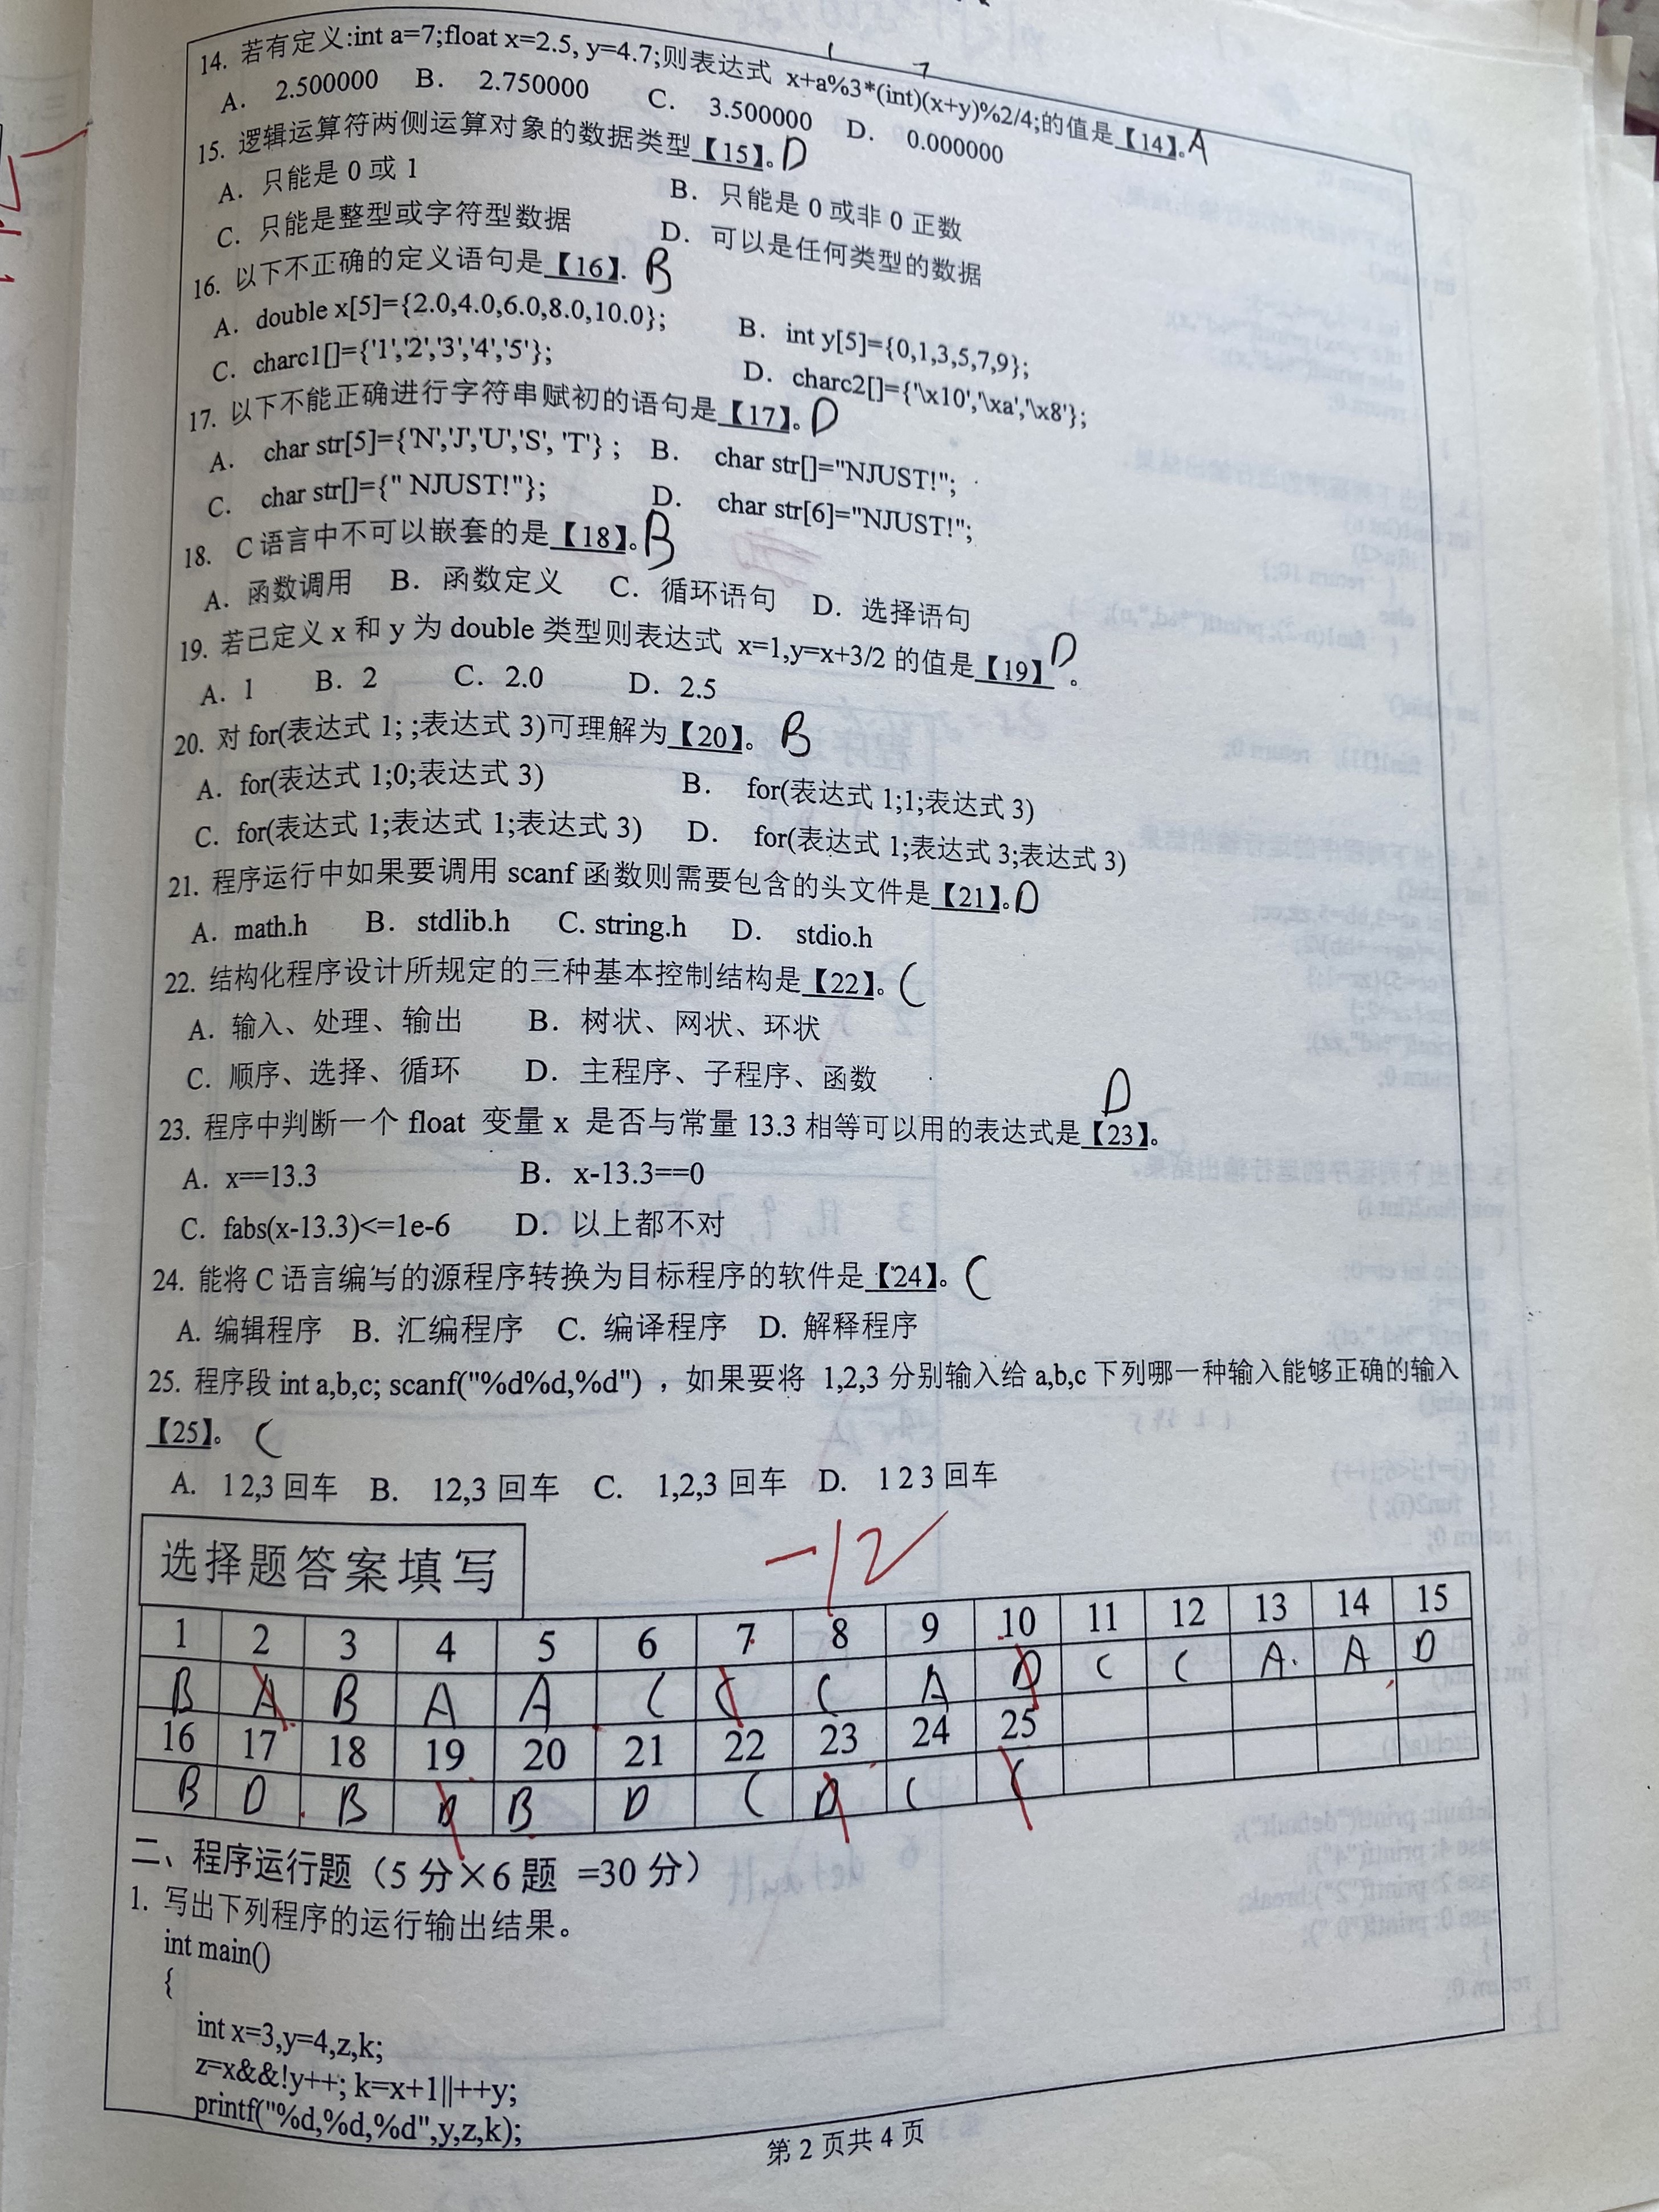 14. 若有定义:int a=7;float x=2.5, y=4.7;则表达式 x+a%3*(int)(x+y)%2/4;的值是【14】。A
1 7
A. 2.500000 B. 2.750000 C. 3.500000 D. 0.000000
15. 逻辑运算符两侧运算对象的数据类型【15】。D
A. 只能是 0 或 1 B. 只能是 0 或非 0 正数
C. 只能是整型或字符型数据 D. 可以是任何类型的数据
16. 以下不正确的定义语句是【16】. B
A. double x[5]={2.0,4.0,6.0,8.0,10.0}; B. int y[5]={0,1,3,5,7,9};
C. charc1[]={'1','2','3','4','5'}; D. charc2[]={'\x10','\xa','\x8'};
17. 以下不能正确进行字符串赋初的语句是【17】。D
A. char str[5]={'N','J','U','S', 'T'} ; B. char str[]="NJUST!";
C. char str[]={" NJUST!"}; D. char str[6]="NJUST!";
18. C 语言中不可以嵌套的是【18】。B
A. 函数调用 B. 函数定义 C. 循环语句 D. 选择语句
19. 若已定义 x 和 y 为 double 类型则表达式 x=1,y=x+3/2 的值是【19】D。
A. 1 B. 2 C. 2.0 D. 2.5
20. 对 for(表达式 1; ;表达式 3)可理解为【20】。B
A. for(表达式 1;0;表达式 3) B. for(表达式 1;1;表达式 3)
C. for(表达式 1;表达式 1;表达式 3) D. for(表达式 1;表达式 3;表达式 3)
21. 程序运行中如果要调用 scanf 函数则需要包含的头文件是【21】。D
A. math.h B. stdlib.h C. string.h D. stdio.h
22. 结构化程序设计所规定的三种基本控制结构是【22】。C
A. 输入、处理、输出 B. 树状、网状、环状
C. 顺序、选择、循环 D. 主程序、子程序、函数
23. 程序中判断一个 float 变量 x 是否与常量 13.3 相等可以用的表达式是【23】。D
A. x==13.3 B. x-13.3==0
C. fabs(x-13.3)<=1e-6 D. 以上都不对
24. 能将 C 语言编写的源程序转换为目标程序的软件是【24】。C
A. 编辑程序 B. 汇编程序 C. 编译程序 D. 解释程序
25. 程序段 int a,b,c; scanf("%d%d,%d") ，如果要将 1,2,3 分别输入给 a,b,c 下列哪一种输入能够正确的输入
【25】。C
A. 1 2,3 回车 B. 12,3 回车 C. 1,2,3 回车 D. 1 2 3 回车
选择题答案填写
-12
1 2 3 4 5 6 7 8 9 10 11 12 13 14 15
B A B A A C C C A D C C A. A D
16 17 18 19 20 21 22 23 24 25
B D B D B D C D C C
二、程序运行题（5 分×6 题 =30 分）
1. 写出下列程序的运行输出结果。
int main()
{
int x=3,y=4,z,k;
z=x&&!y++; k=x+1||++y;
printf("%d,%d,%d",y,z,k);
第 2 页共 4 页